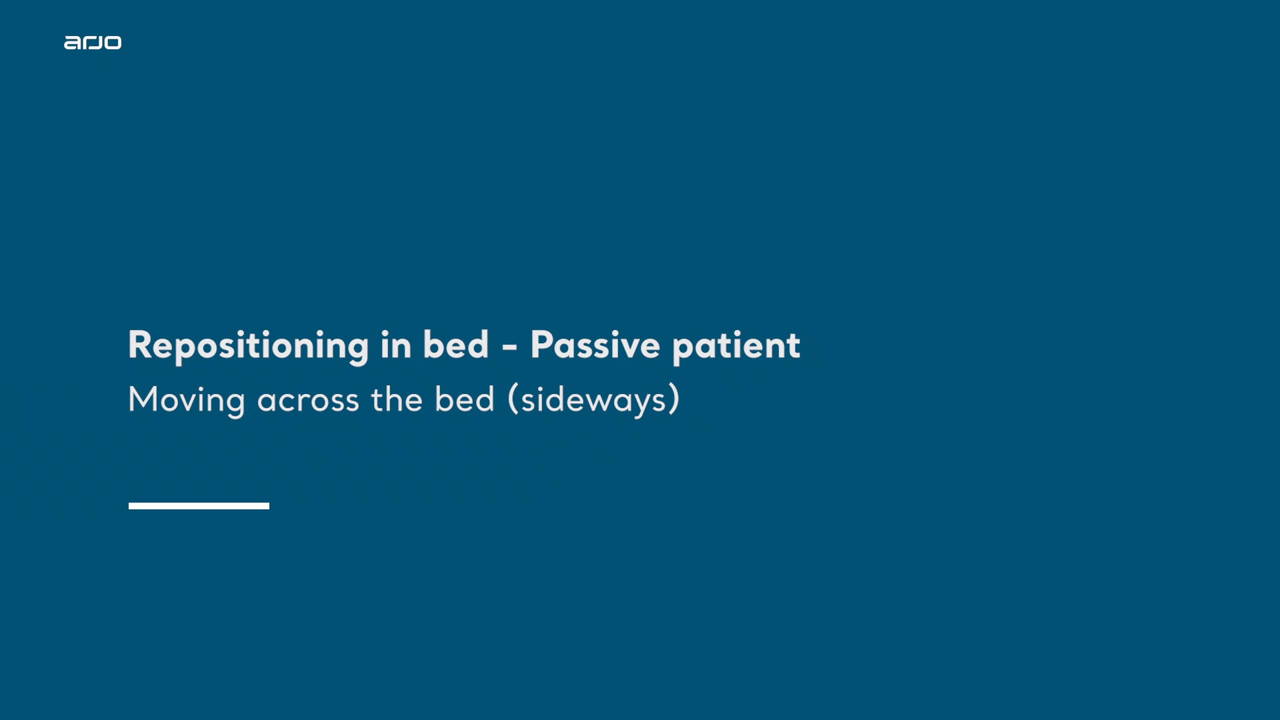 arjo
Repositioning in bed - Passive patient
Moving across the bed (sideways)